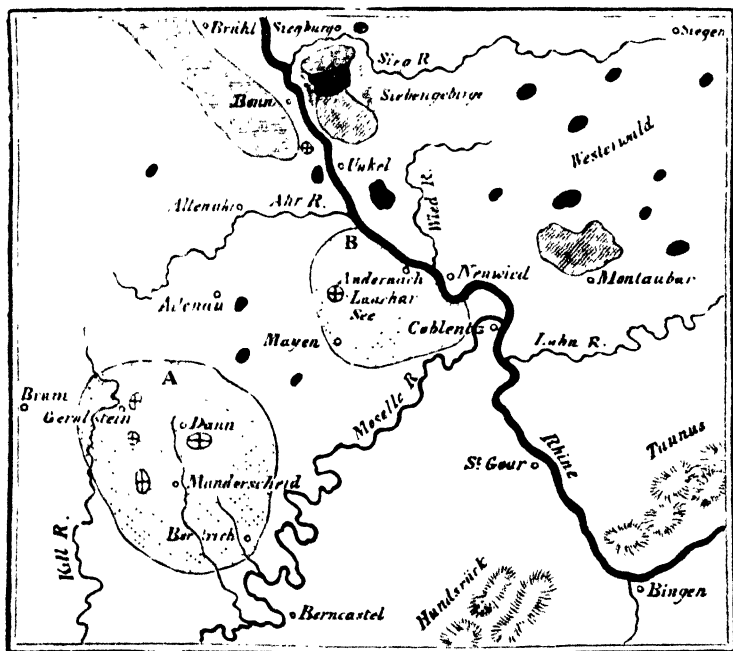 Brühl
Siegburg
Siegen
Sieg R
Bonn
Siebengebirge
Westerwald
Unkel
Altenahr
Ahr R.
Wied R.
B
Andernach
Neuwied
Montaubar
Laacher
See
Adenau
Coblentz
Mayen
Lahn R.
A
Moselle R
Brum
Gerolstein
Daun
Rhine
Taunus
St Goar
Manderscheid
Kill R.
Bertrich
Hundsrück
Bingen
Berncastel